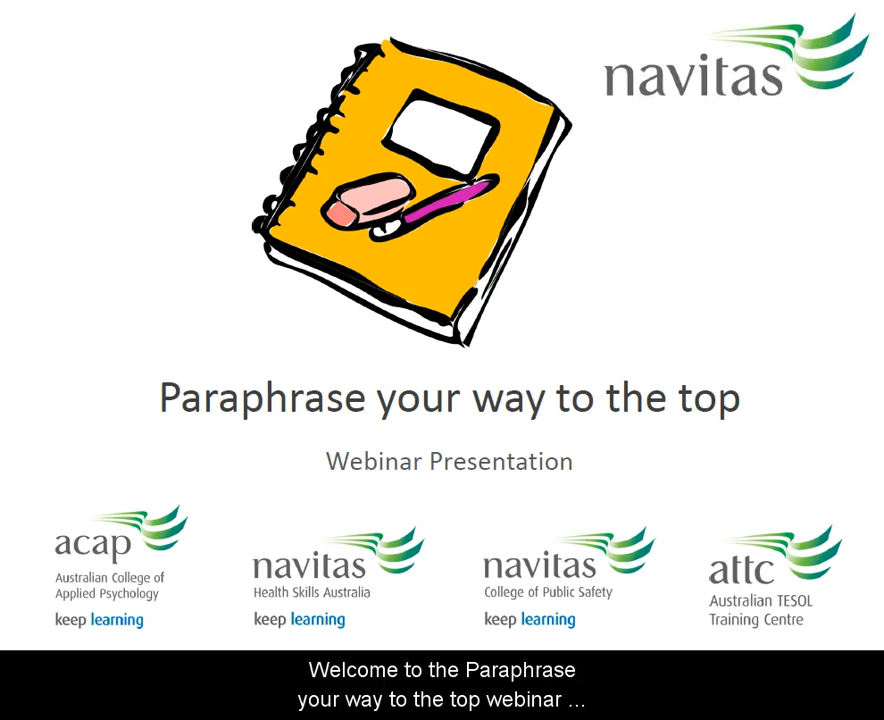 navitas
Paraphrase your way to the top
Webinar Presentation
acap
Australian College of
Applied Psychology
keep learning
navitas
Health Skills Australia
keep learning
navitas
College of Public Safety
keep learning
attc
Australian TESOL
Training Centre
Welcome to the Paraphrase
your way to the top webinar ...